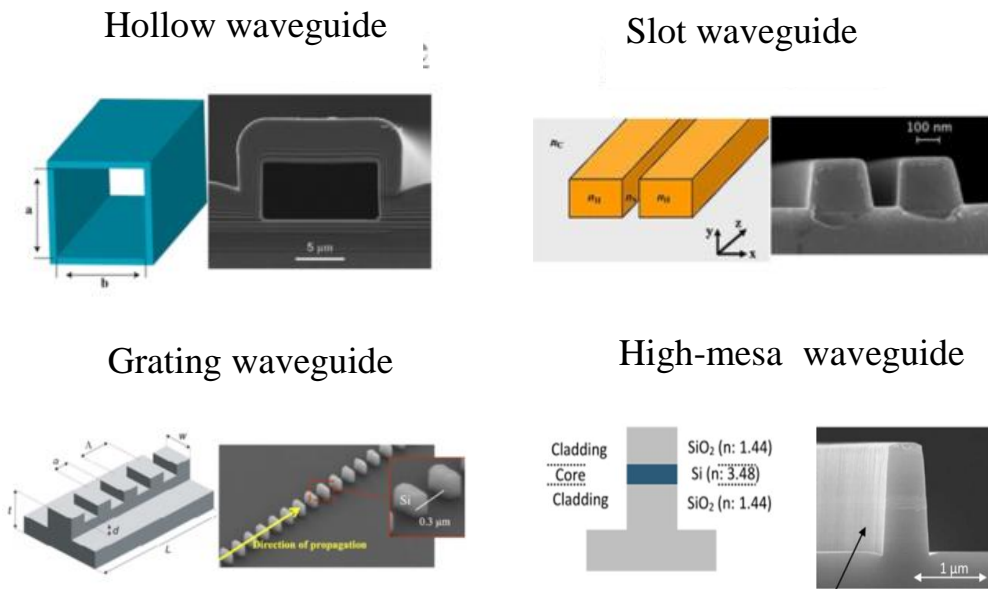 Hollow waveguide
a
b
5 µm
Slot waveguide
n_C
n_H
n_S
n_H
y
z
x
100 nm
Grating waveguide
Λ
w
a
t
d
L
Si
0.3 µm
Direction of propagation
High-mesa waveguide
Cladding
SiO₂ (n: 1.44)
Core
Si (n: 3.48)
Cladding
SiO₂ (n: 1.44)
1 µm